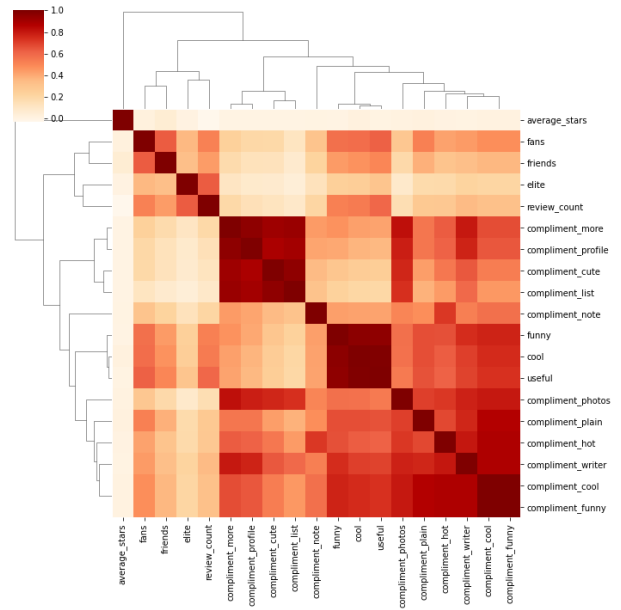 1.0
0.8
0.6
0.4
0.2
0.0
average_stars
fans
friends
elite
review_count
compliment_more
compliment_profile
compliment_cute
compliment_list
compliment_note
funny
cool
useful
compliment_photos
compliment_plain
compliment_hot
compliment_writer
compliment_cool
compliment_funny
average_stars
fans
friends
elite
review_count
compliment_more
compliment_profile
compliment_cute
compliment_list
compliment_note
funny
cool
useful
compliment_photos
compliment_plain
compliment_hot
compliment_writer
compliment_cool
compliment_funny